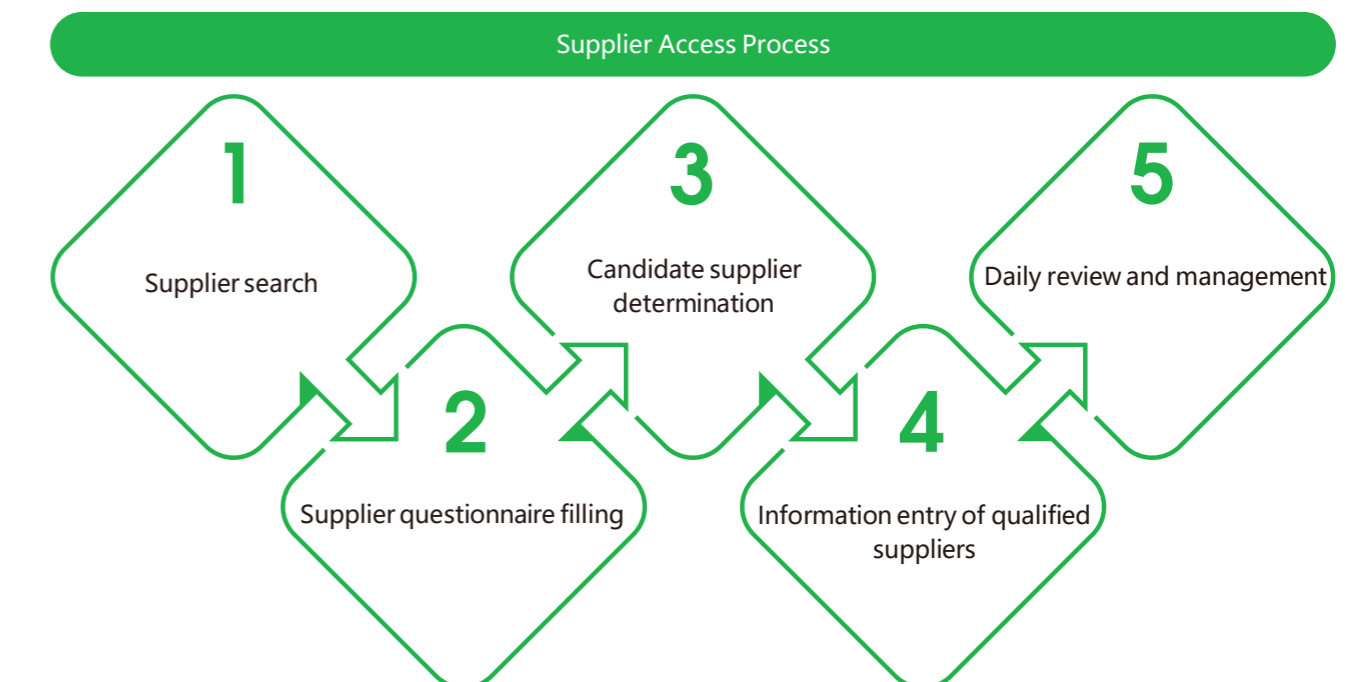 Supplier Access Process
1
Supplier search
2
Supplier questionnaire filling
3
Candidate supplier
determination
4
Information entry of qualified
suppliers
5
Daily review and management